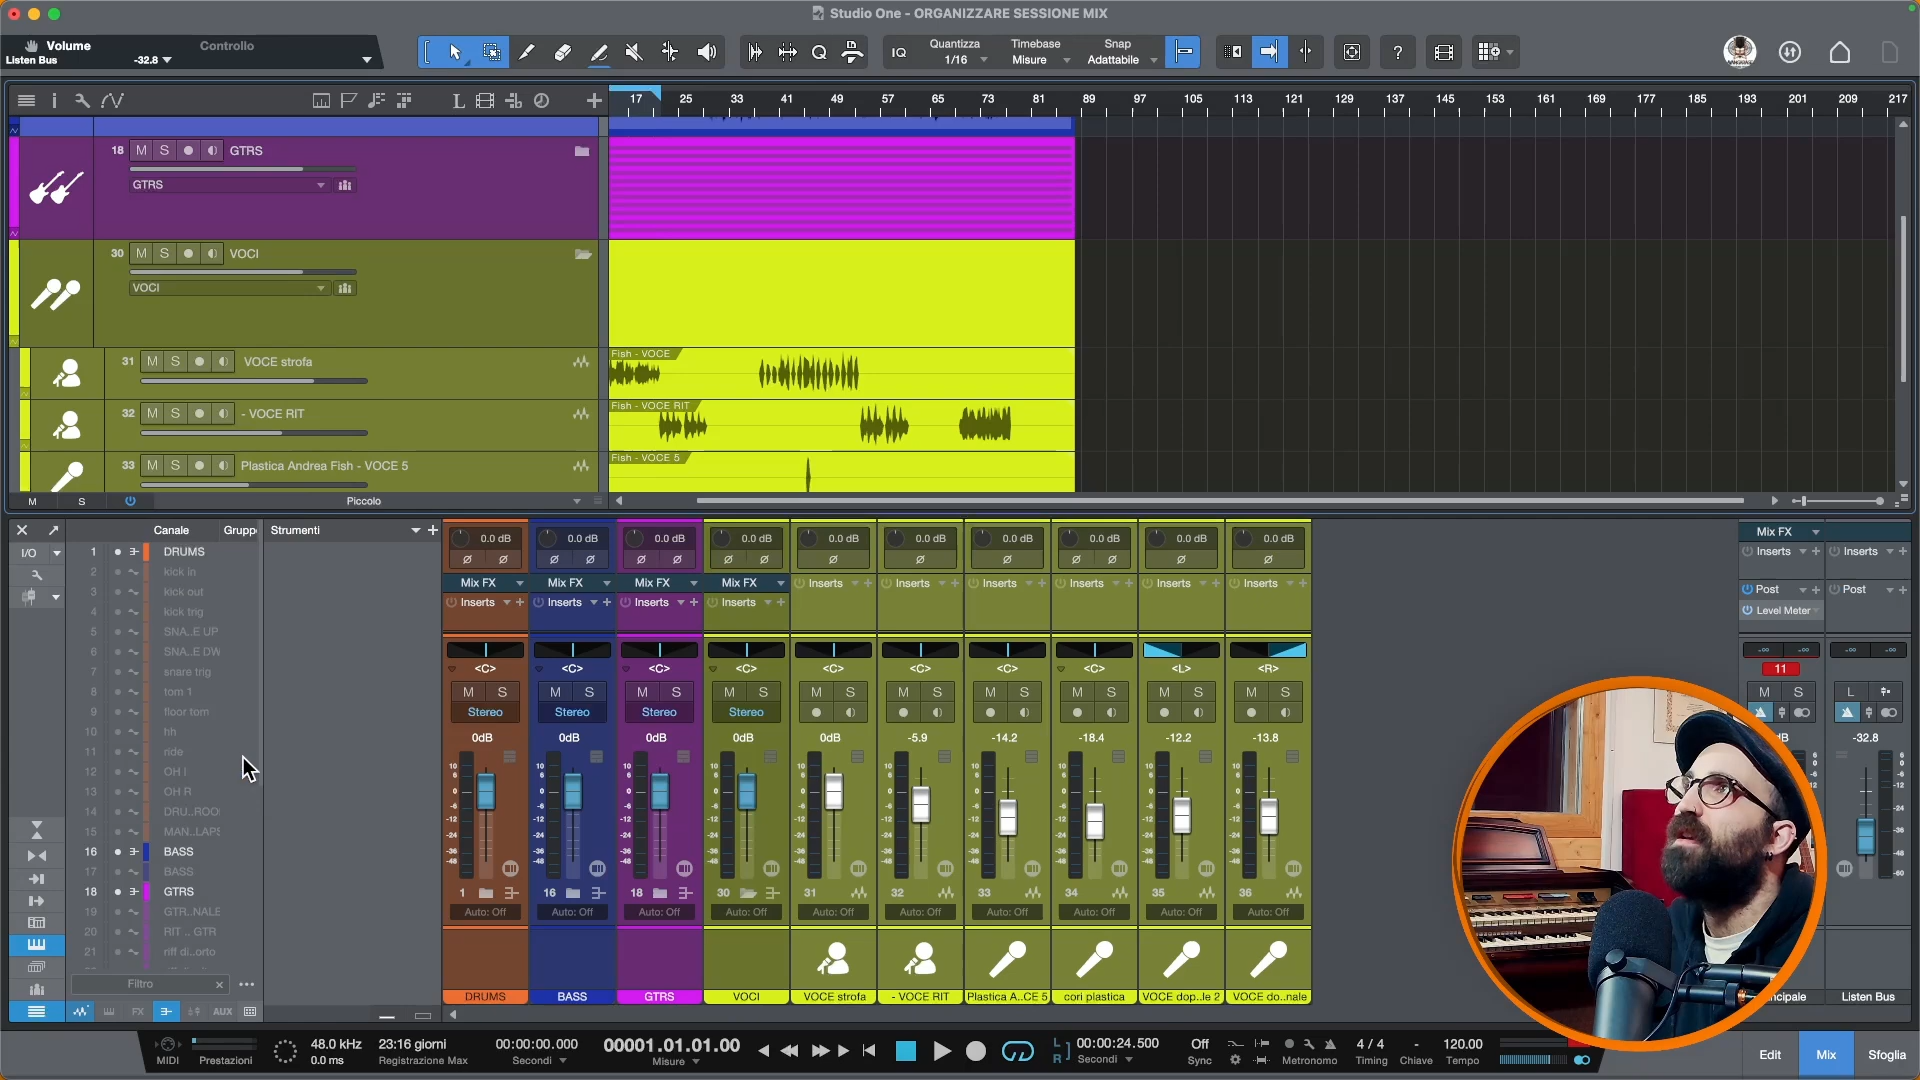 Studio One - ORGANIZZARE SESSIONE MIX
Volume
Controllo
Listen Bus
-32.8
IQ
Quantizza
1/16
Timebase
Misure
Snap
Adattabile
?
17 25 33 41 49 57 65 73 81 89 97 105 113 121 129 137 145 153 161 169 177 185 193 201 209 217
18 M S GTRS
GTRS
30 M S VOCI
VOCI
31 M S VOCE strofa
Fish - VOCE
32 M S - VOCE RIT
Fish - VOCE RIT
33 M S Plastica Andrea Fish - VOCE 5
Fish - VOCE 5
M S Piccolo
Canale Gruppi Strumenti
I/O
1 DRUMS
2 kick in
3 kick out
4 kick trig
5 SNA..E UP
6 SNA..E DW
7 snare trig
8 tom 1
9 floor tom
10 hh
11 ride
12 OH l
13 OH R
14 DRU..ROO
15 MAN..LAPS
16 BASS
17 BASS
18 GTRS
19 GTR..NALE
20 RIT .. GTR
21 riff di..orto
Filtro
FX AUX
0.0 dB 0.0 dB 0.0 dB 0.0 dB 0.0 dB 0.0 dB 0.0 dB 0.0 dB 0.0 dB 0.0 dB
Mix FX Mix FX Mix FX Mix FX Inserts Inserts Inserts Inserts Inserts Inserts
Inserts Inserts Inserts Inserts
<C> <C> <C> <C> <C> <C> <C> <C> <L> <R>
M S M S M S M S M S M S M S M S M S M S
Stereo Stereo Stereo Stereo
0dB 0dB 0dB 0dB 0dB -5.9 -14.2 -18.4 -12.2 -13.8
1 16 18 30 31 32 33 34 35 36
Auto: Off Auto: Off Auto: Off Auto: Off Auto: Off Auto: Off Auto: Off Auto: Off Auto: Off Auto: Off
DRUMS BASS GTRS VOCI VOCE strofa - VOCE RIT Plastica A..CE 5 cori plastica VOCE dop..le 2 VOCE do..nale
Mix FX
Inserts Inserts
Post Post
Level Meter
11
M S L
dB -32.8
ncipale Listen Bus
MIDI
Prestazioni
48.0 kHz
0.0 ms
23:16 giorni
Registrazione Max
00:00:00.000
Secondi
00001.01.01.00
Misure
L 00:00:24.500
R Secondi
Off
Sync
Metronomo
4 / 4
Timing
-
Chiave
120.00
Tempo
Edit Mix Sfoglia